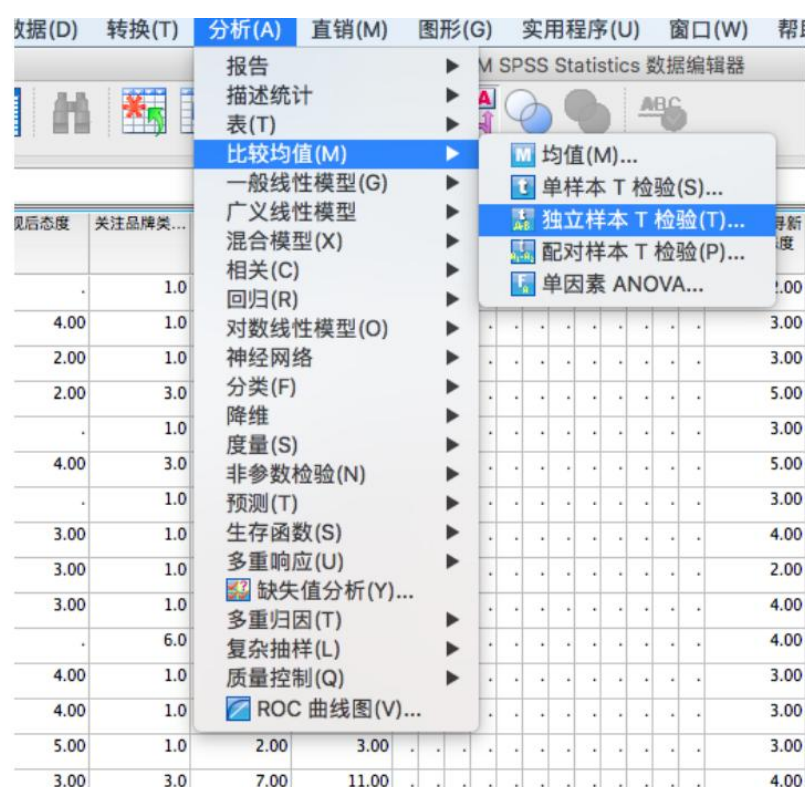 数据(D) 转换(T) 分析(A) 直销(M) 图形(G) 实用程序(U) 窗口(W) 帮
M SPSS Statistics 数据编辑器
报告
描述统计
表(T)
比较均值(M)
一般线性模型(G)
广义线性模型
混合模型(X)
相关(C)
回归(R)
对数线性模型(O)
神经网络
分类(F)
降维
度量(S)
非参数检验(N)
预测(T)
生存函数(S)
多重响应(U)
缺失值分析(Y)...
多重归因(T)
复杂抽样(L)
质量控制(Q)
ROC 曲线图(V)...
均值(M)...
单样本 T 检验(S)...
独立样本 T 检验(T)...
配对样本 T 检验(P)...
单因素 ANOVA...
观后态度 关注品牌类...
. 1.0 2.00
4.00 1.0 3.00
2.00 1.0 3.00
2.00 3.0 5.00
. 1.0 3.00
4.00 3.0 5.00
. 1.0 3.00
3.00 1.0 4.00
3.00 1.0 2.00
3.00 1.0 4.00
. 6.0 4.00
4.00 1.0 3.00
4.00 1.0 3.00
5.00 1.0 2.00 3.00 . . . . . . . . . . 3.00
3.00 3.0 7.00 11.00 . . . . . . . . . . 4.00